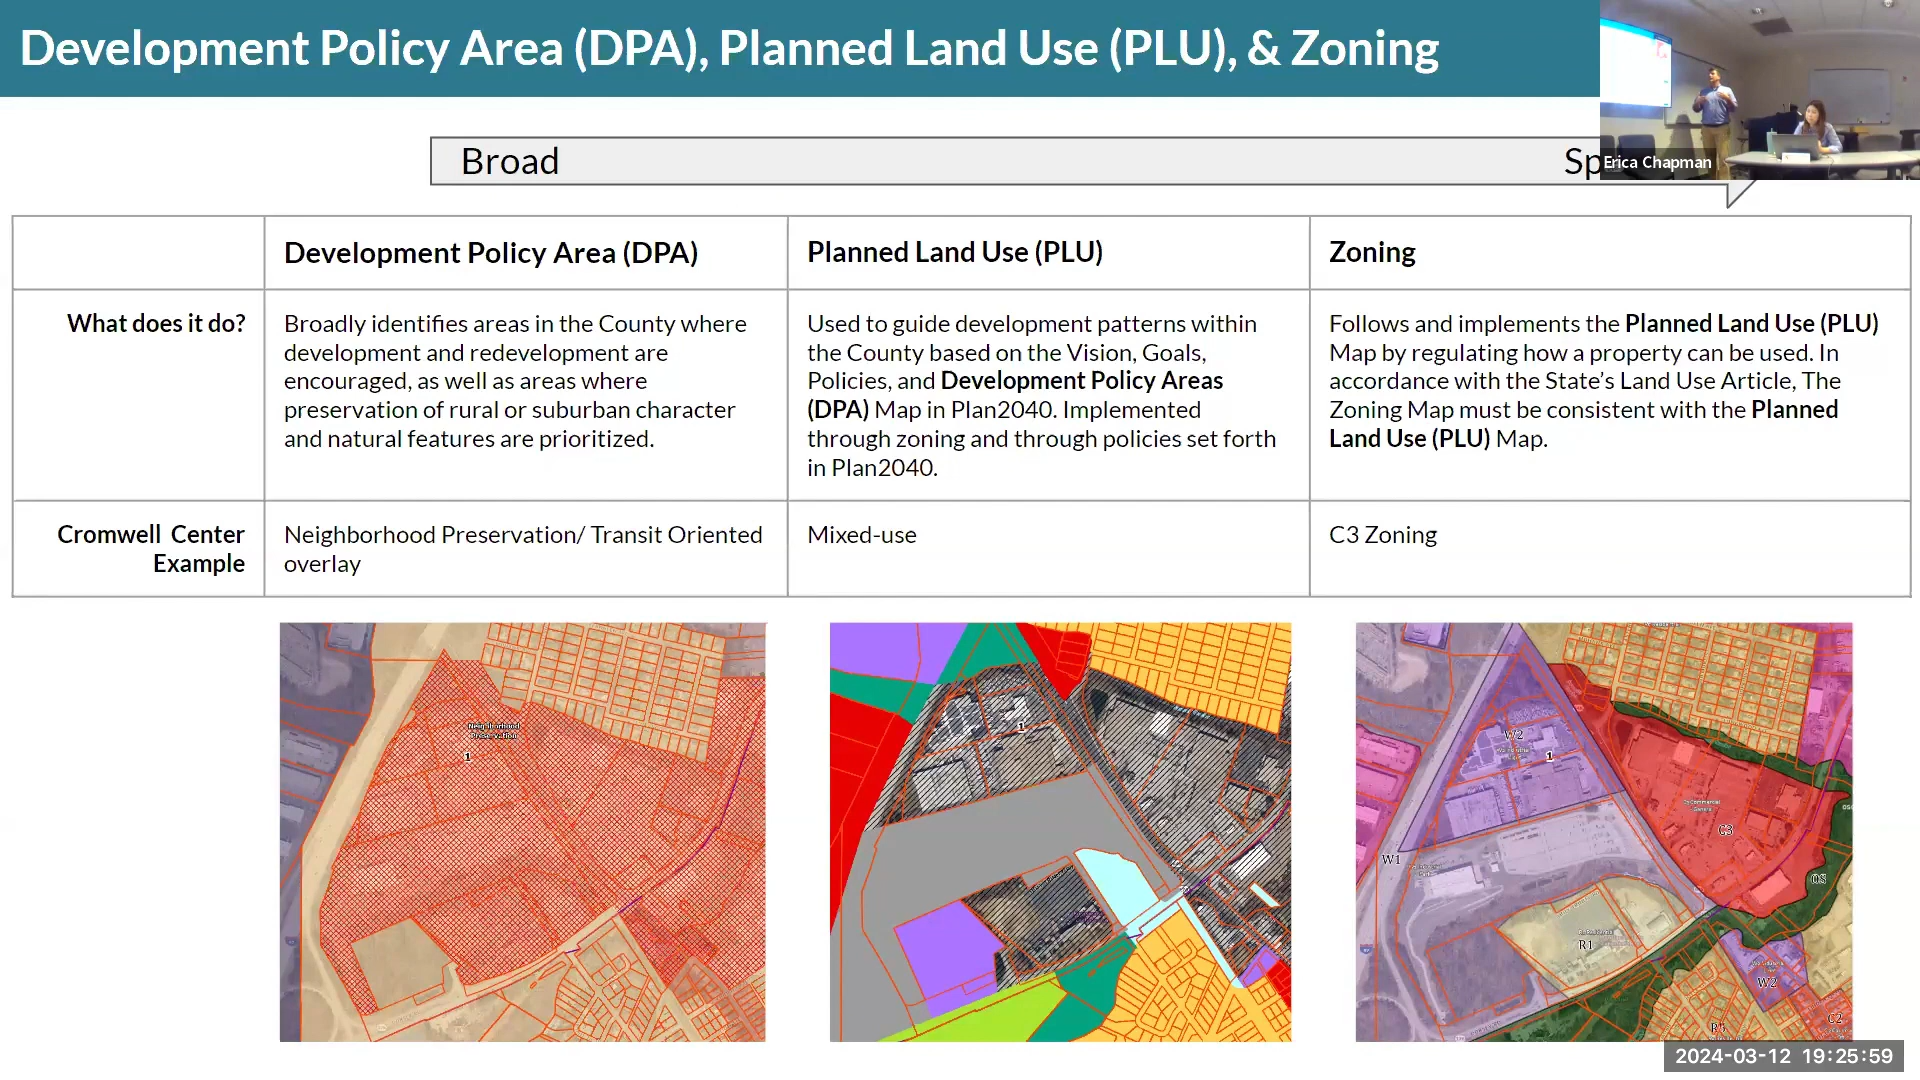 Development Policy Area (DPA), Planned Land Use (PLU), & Zoning
Erica Chapman
Broad
Sp
Development Policy Area (DPA)
Planned Land Use (PLU)
Zoning
What does it do?
Broadly identifies areas in the County where
development and redevelopment are
encouraged, as well as areas where
preservation of rural or suburban character
and natural features are prioritized.
Used to guide development patterns within
the County based on the Vision, Goals,
Policies, and Development Policy Areas
(DPA) Map in Plan2040. Implemented
through zoning and through policies set forth
in Plan2040.
Follows and implements the Planned Land Use (PLU)
Map by regulating how a property can be used. In
accordance with the State’s Land Use Article, The
Zoning Map must be consistent with the Planned
Land Use (PLU) Map.
Cromwell Center
Example
Neighborhood Preservation/ Transit Oriented
overlay
Mixed-use
C3 Zoning
Neighborhood
Preservation
1
1
W2
1
C3
W1
OS
R1
W2
R5
C2
2024-03-12 19:25:59